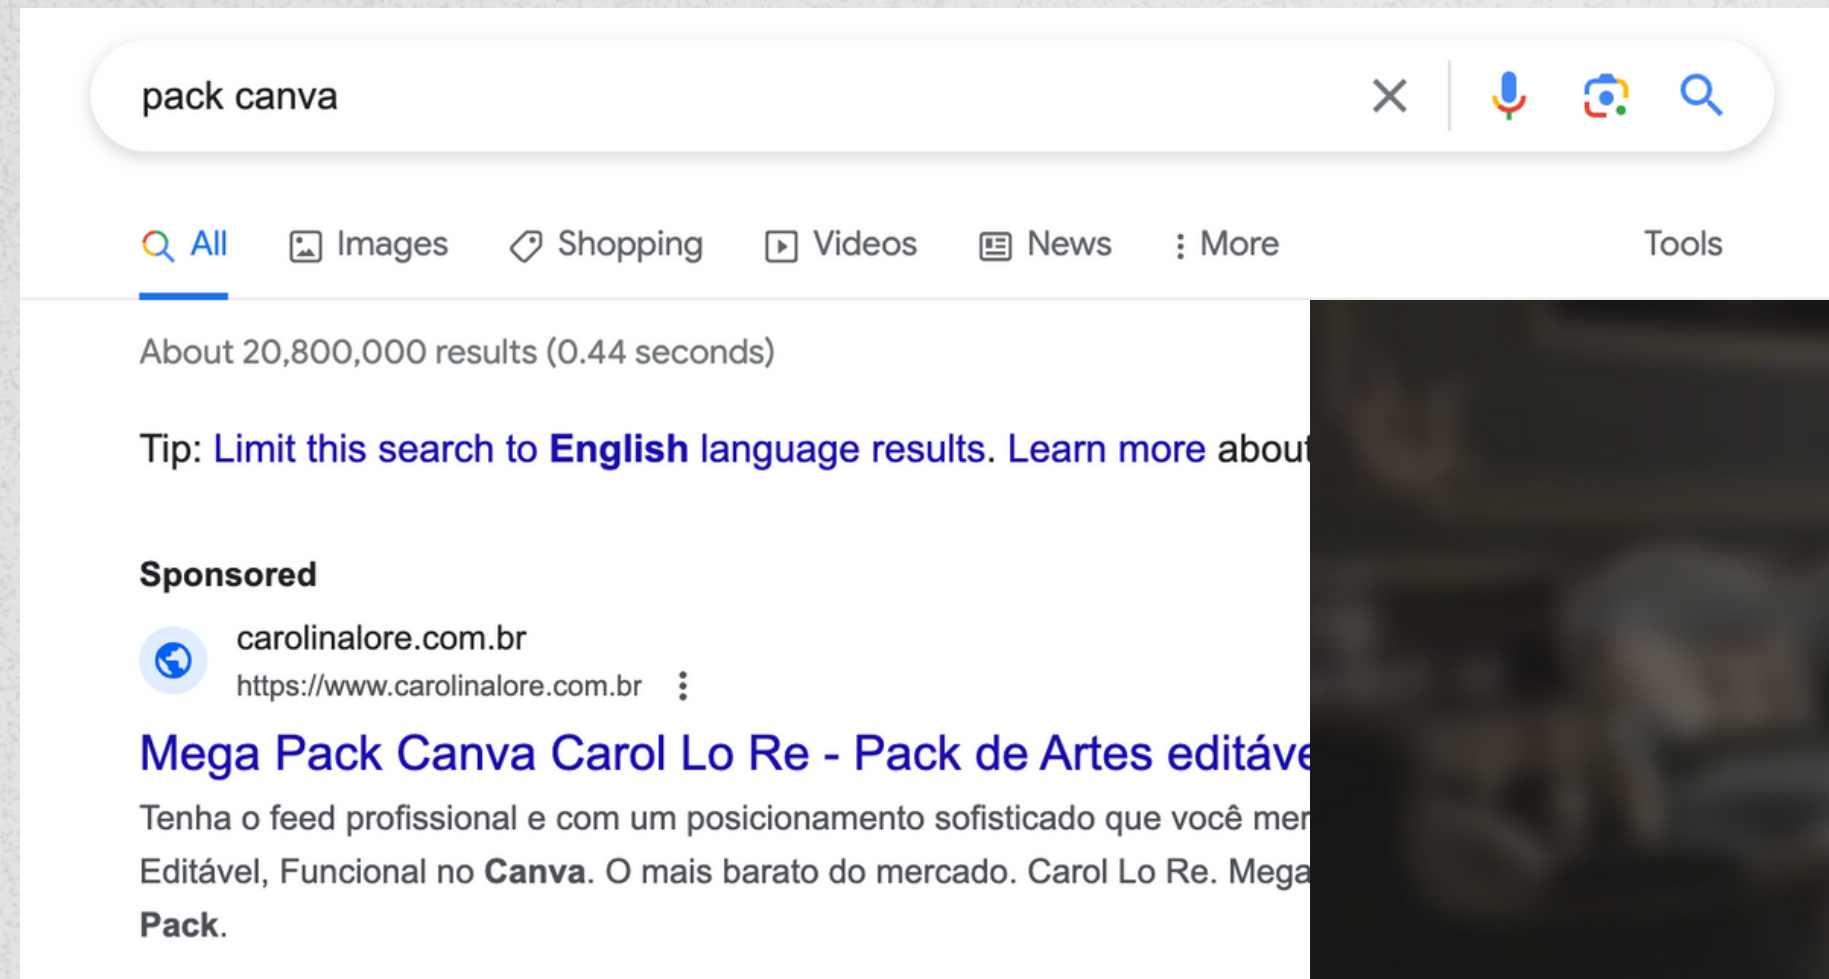 pack canva
All Images Shopping Videos News More Tools
About 20,800,000 results (0.44 seconds)
Tip: Limit this search to English language results. Learn more about
Sponsored
carolinalore.com.br
https://www.carolinalore.com.br
Mega Pack Canva Carol Lo Re - Pack de Artes editáve
Tenha o feed profissional e com um posicionamento sofisticado que você mer
Editável, Funcional no Canva. O mais barato do mercado. Carol Lo Re. Mega
Pack.